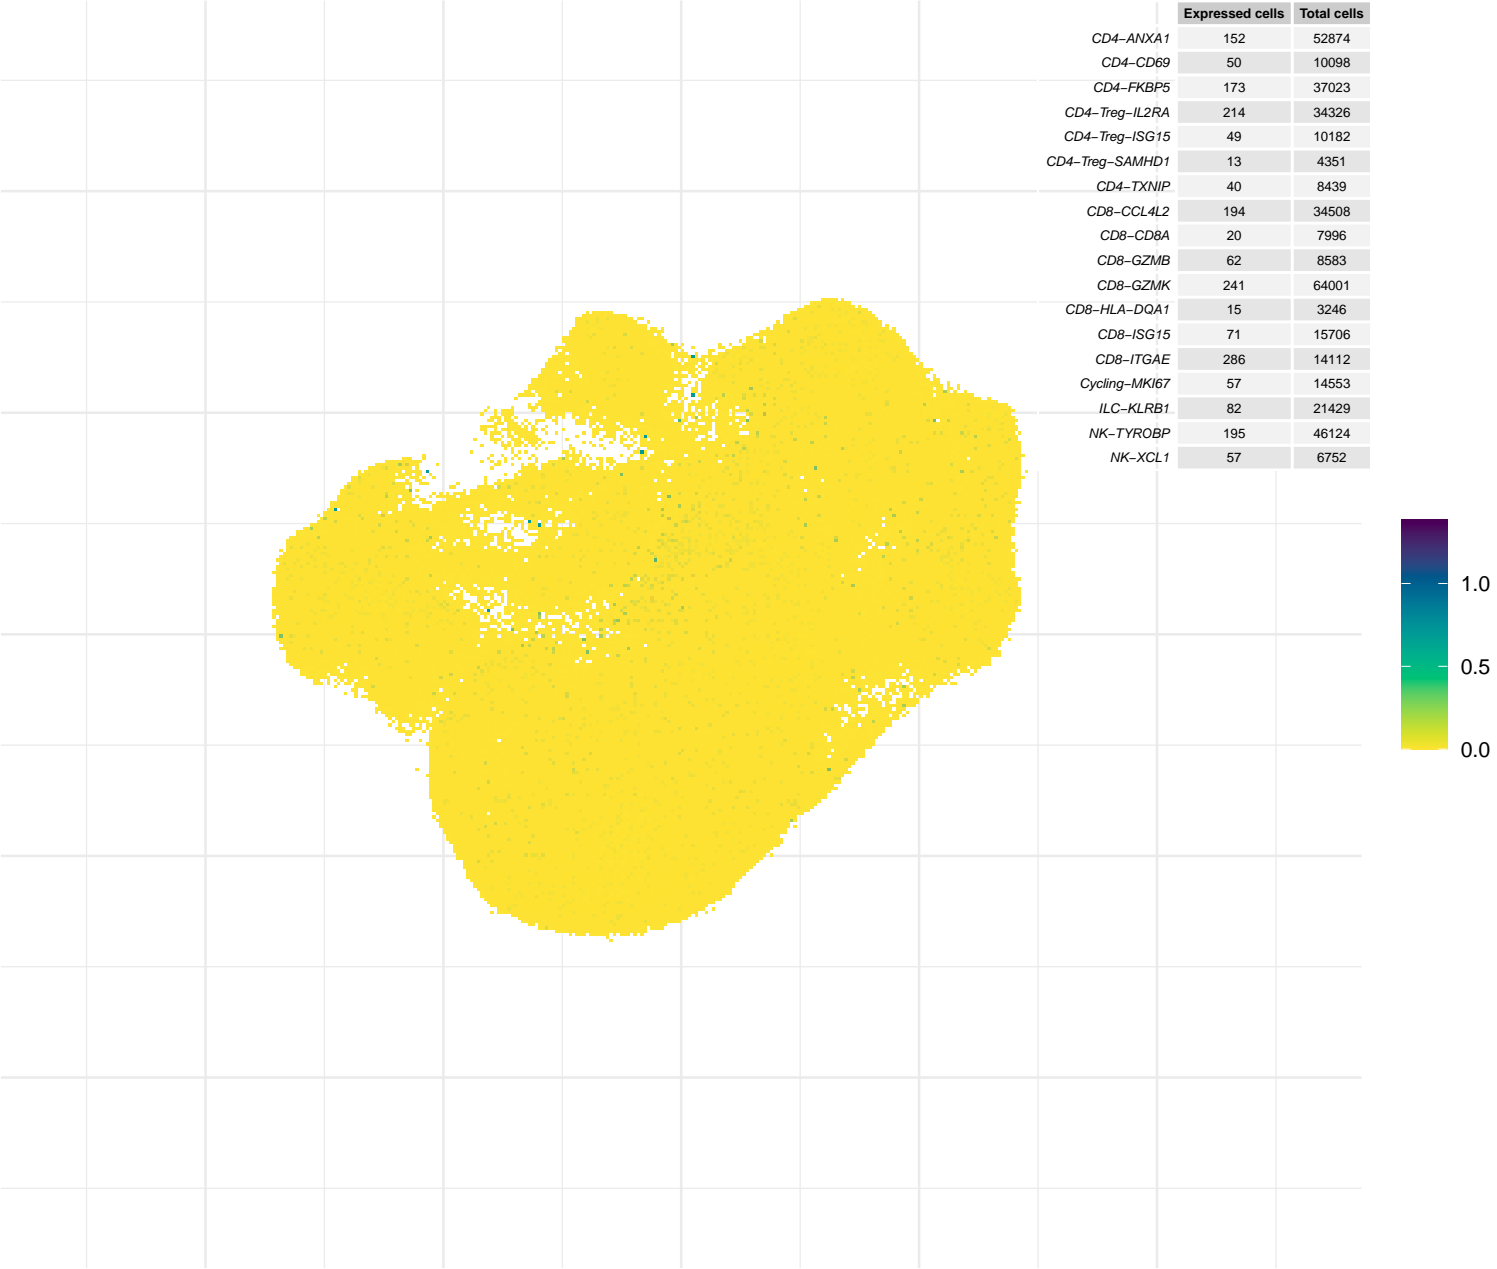 Expressed cells Total cells
CD4−ANXA1 152 52874
CD4−CD69 50 10098
CD4−FKBP5 173 37023
CD4−Treg−IL2RA 214 34326
CD4−Treg−ISG15 49 10182
CD4−Treg−SAMHD1 13 4351
CD4−TXNIP 40 8439
CD8−CCL4L2 194 34508
CD8−CD8A 20 7996
CD8−GZMB 62 8583
CD8−GZMK 241 64001
CD8−HLA−DQA1 15 3246
CD8−ISG15 71 15706
CD8−ITGAE 286 14112
Cycling−MKI67 57 14553
ILC−KLRB1 82 21429
NK−TYROBP 195 46124
NK−XCL1 57 6752
1.0
0.5
0.0